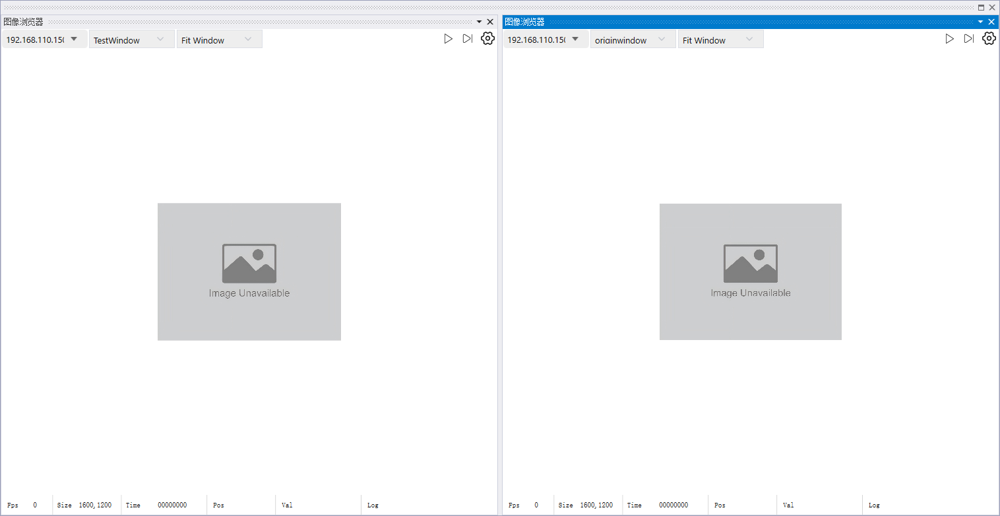 图像浏览器
192.168.110.150 TestWindow Fit Window
Image Unavailable
Fps 0 Size 1600,1200 Time 00000000 Pos Val Log
图像浏览器
192.168.110.150 originwindow Fit Window
Image Unavailable
Fps 0 Size 1600,1200 Time 00000000 Pos Val Log